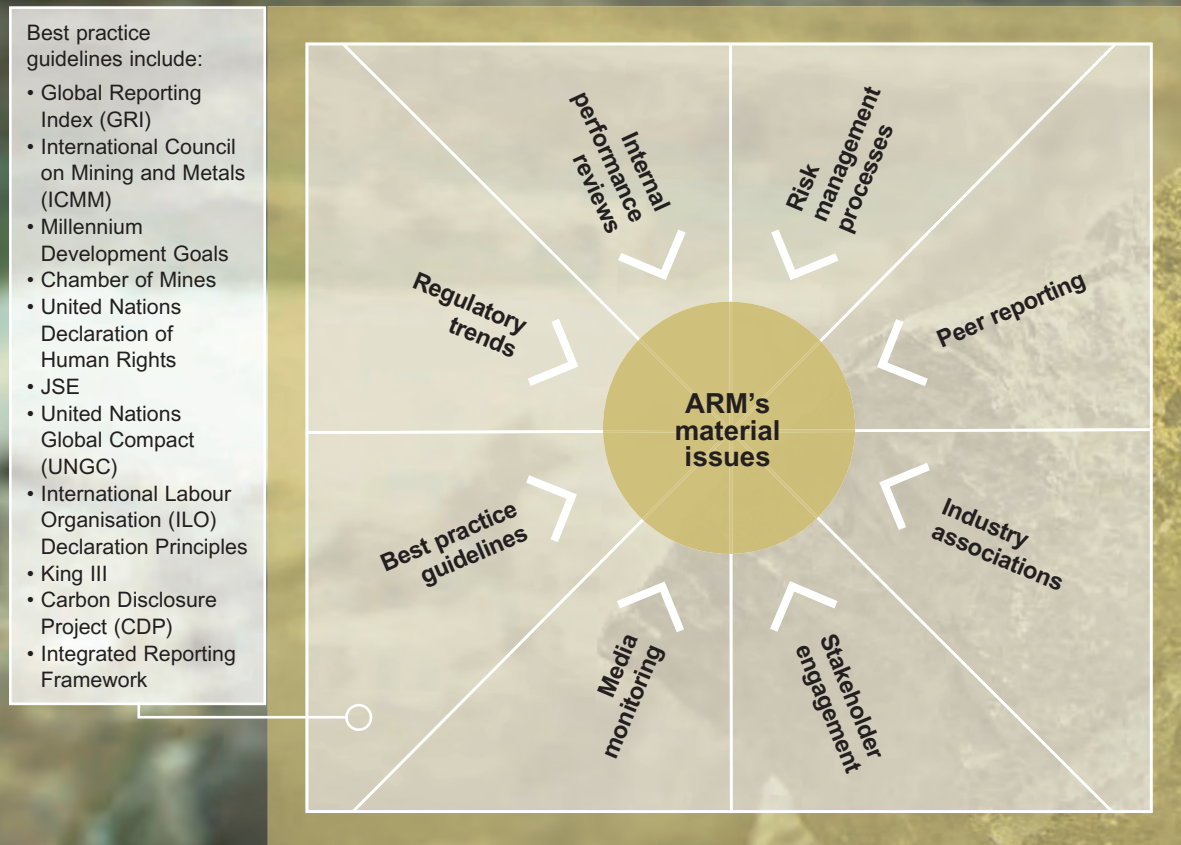 Best practice
guidelines include:
• Global Reporting
Index (GRI)
• International Council
on Mining and Metals
(ICMM)
• Millennium
Development Goals
• Chamber of Mines
• United Nations
Declaration of
Human Rights
• JSE
• United Nations
Global Compact
(UNGC)
• International Labour
Organisation (ILO)
Declaration Principles
• King III
• Carbon Disclosure
Project (CDP)
• Integrated Reporting
Framework
Internal
performance
reviews
Risk
management
processes
Regulatory
trends
Peer reporting
ARM’s
material
issues
Best practice
guidelines
Industry
associations
Media
monitoring
Stakeholder
engagement